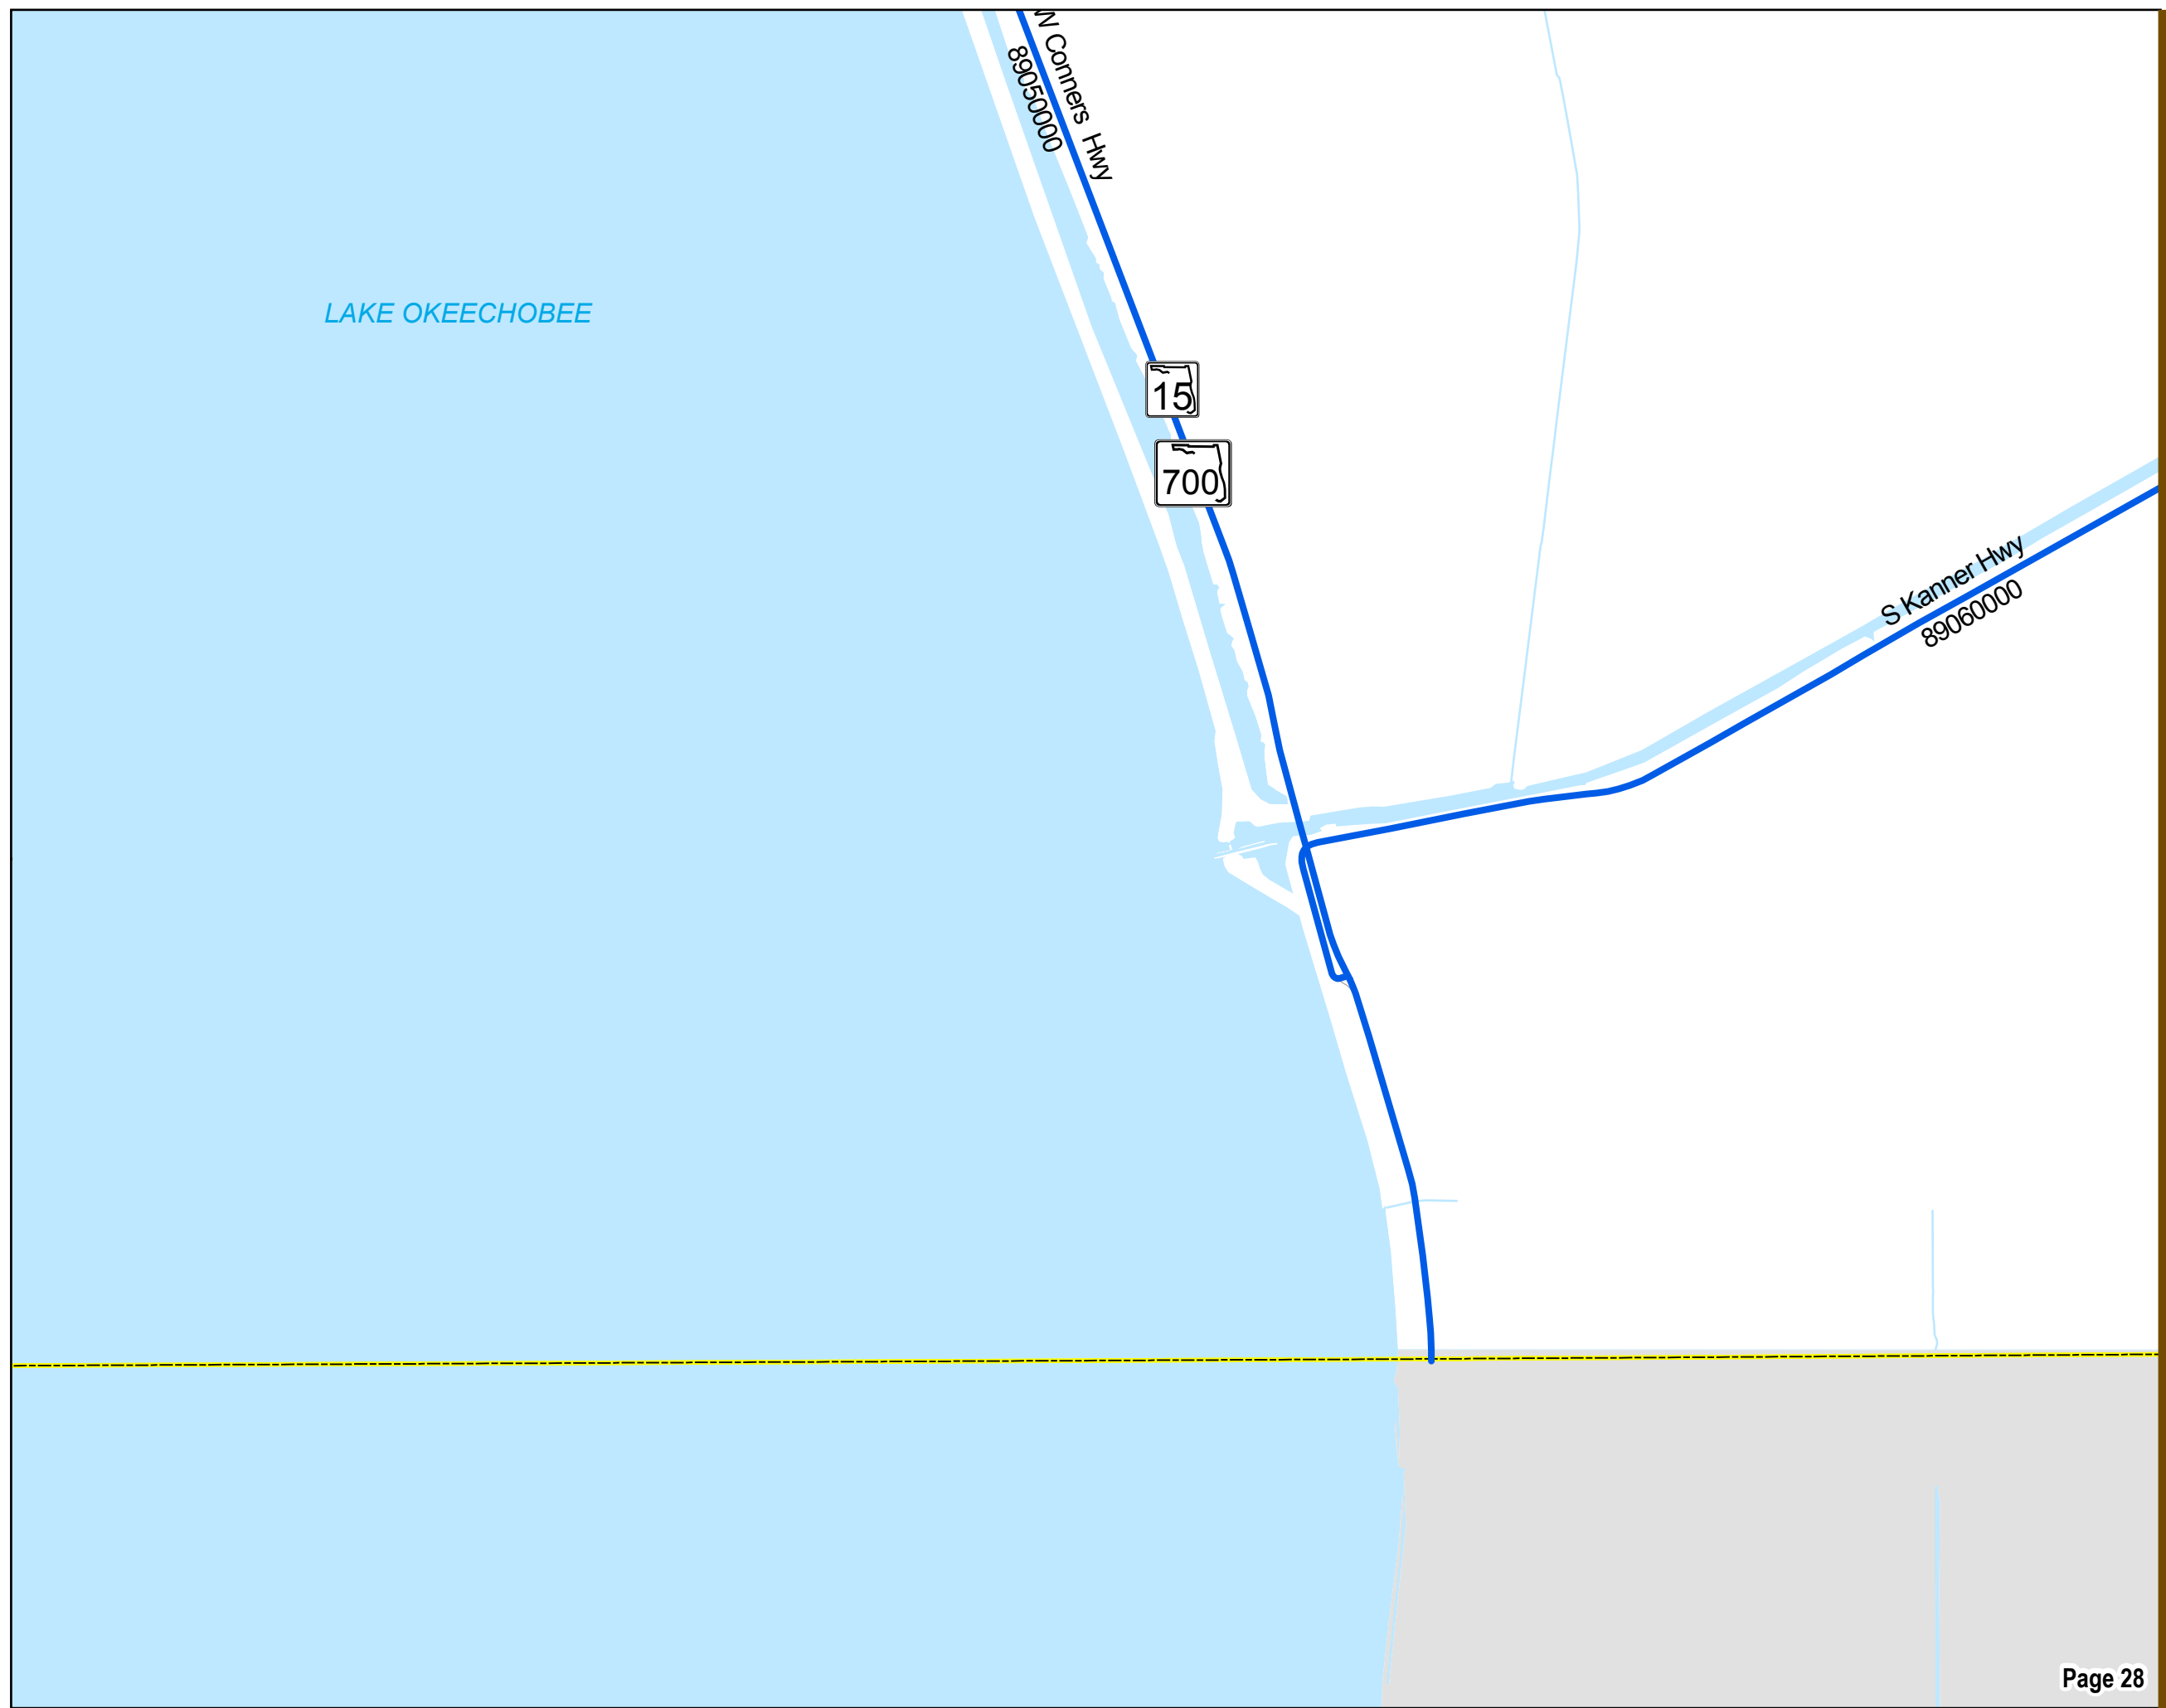 W Conners Hwy
89050000
LAKE OKEECHOBEE
15
700
S Kanner Hwy
89060000
Page 28